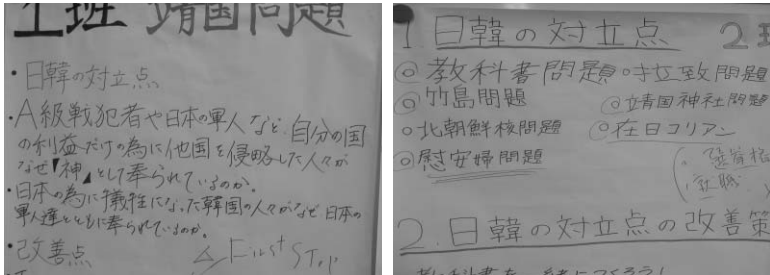 1班 靖国問題
・日韓の対立点
・A級戦犯者や日本の軍人など、自分の国
の利益だけの為に他国を侵略した人々が
なぜ『神』として奉られているのか。
・日本の為に犠牲になった韓国の人々がなぜ日本の
軍人達とともに奉られているのか。
・改善点
△First Step
1 日韓の対立点 2
◎教科書問題 ◦拉致問題
◎竹島問題 ◎靖国神社問題
◦北朝鮮核問題 ◎在日コリアン
◎慰安婦問題
就職
2.日韓の対立点の改善策